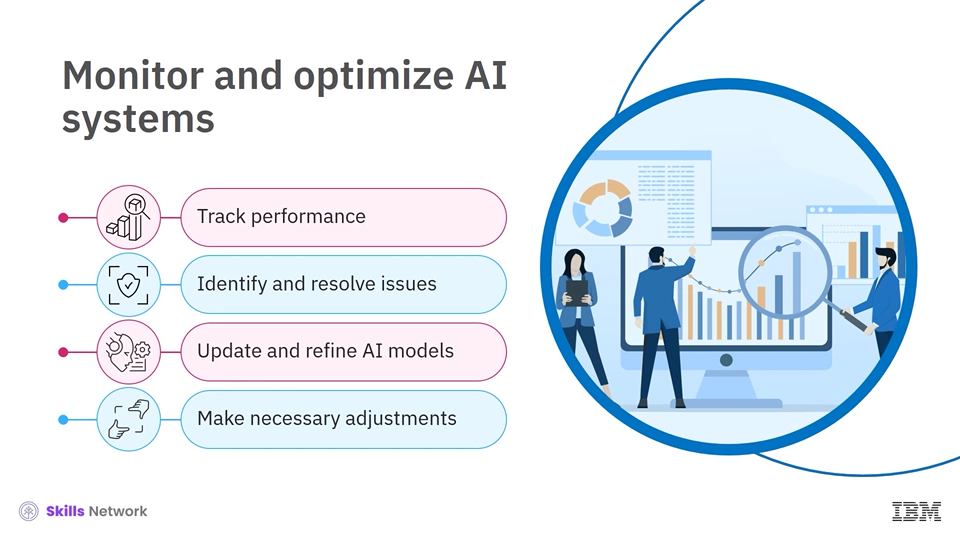 Monitor and optimize AI
systems
Track performance
Identify and resolve issues
Update and refine AI models
Make necessary adjustments
Skills Network
IBM